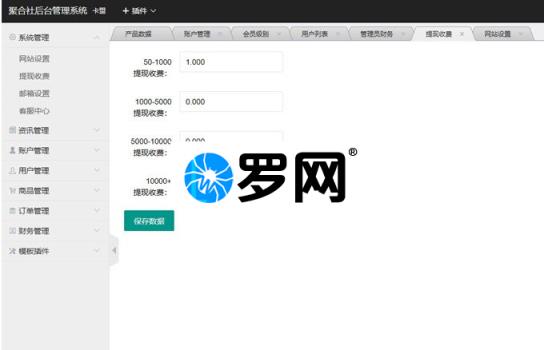 聚合社后台管理系统 卡盟 + 插件
系统管理
网站设置
提现收费
邮箱设置
客服中心
资讯管理
账户管理
用户管理
商品管理
订单管理
财务管理
模板插件
产品数据 账户管理 × 会员级别 × 用户列表 × 管理员财务 × 提现收费 × 网站设置 ×
50-1000 1.000
提现收费:
1000-5000 0.000
提现收费:
5000-10000 0.000
提现收费:
10000+
提现收费:
罗网®
保存数据